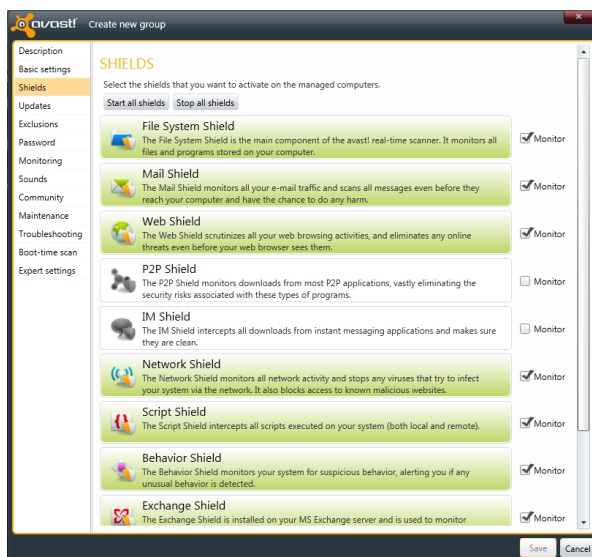 avast! Create new group
Description
Basic settings
Shields
Updates
Exclusions
Password
Monitoring
Sounds
Community
Maintenance
Troubleshooting
Boot-time scan
Expert settings
SHIELDS
Select the shields that you want to activate on the managed computers.
Start all shields Stop all shields
File System Shield
The File System Shield is the main component of the avast! real-time scanner. It monitors all
files and programs stored on your computer.
Monitor
Mail Shield
The Mail Shield monitors all your e-mail traffic and scans all messages even before they
reach your computer and have the chance to do any harm.
Monitor
Web Shield
The Web Shield scrutinizes all your web browsing activities, and eliminates any online
threats even before your web browser sees them.
Monitor
P2P Shield
The P2P Shield monitors downloads from most P2P applications, vastly eliminating the
security risks associated with these types of programs.
Monitor
IM Shield
The IM Shield intercepts all downloads from instant messaging applications and makes sure
they are clean.
Monitor
Network Shield
The Network Shield monitors all network activity and stops any viruses that try to infect
your system via the network. It also blocks access to known malicious websites.
Monitor
Script Shield
The Script Shield intercepts all scripts executed on your system (both local and remote).
Monitor
Behavior Shield
The Behavior Shield monitors your system for suspicious behavior, alerting you if any
unusual behavior is detected.
Monitor
Exchange Shield
The Exchange Shield is installed on your MS Exchange server and is used to monitor
Monitor
Save Cancel